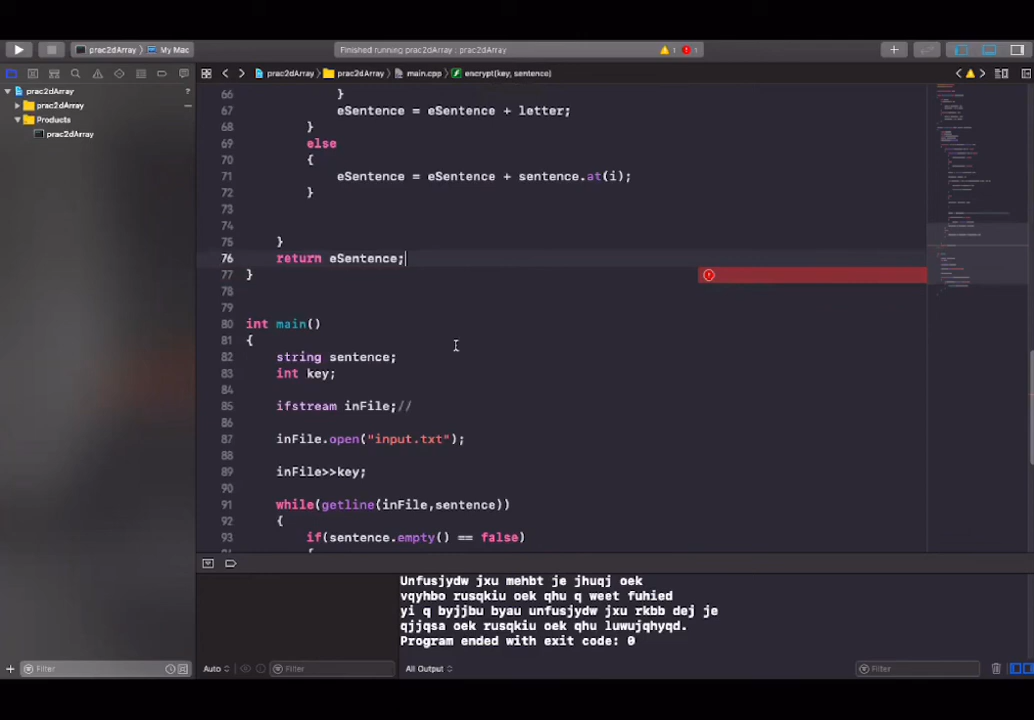 prac2dArray
My Mac
Finished running prac2dArray : prac2dArray
1
1
prac2dArray
prac2dArray
main.cpp
encrypt(key, sentence)
prac2dArray
?
prac2dArray
Products
prac2dArray
66 }
67 eSentence = eSentence + letter;
68 }
69 else
70 {
71 eSentence = eSentence + sentence.at(i);
72 }
73
74
75 }
76 return eSentence;
77 }
78
79
80 int main()
81 {
82 string sentence;
83 int key;
84
85 ifstream inFile;//
86
87 inFile.open("input.txt");
88
89 inFile>>key;
90
91 while(getline(inFile,sentence))
92 {
93 if(sentence.empty() == false)
Unfusjydw jxu mehbt je jhuqj oek
vqyhbo rusqkiu oek qhu q weet fuhied
yi q byjjbu byau unfusjydw jxu rkbb dej je
qjjqsa oek rusqkiu oek qhu luwujqhyqd.
Program ended with exit code: 0
Filter
Auto
Filter
All Output
Filter